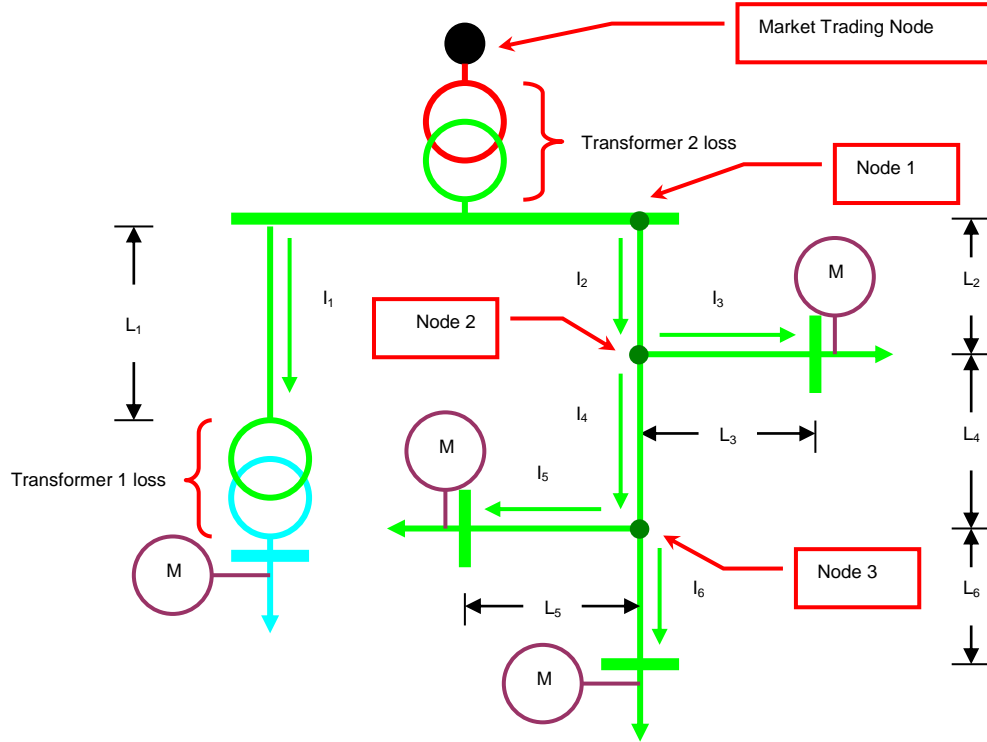 Market Trading Node
Transformer 2 loss
Node 1
M
I1
I2
I3
L2
L1
Node 2
I4
L3
L4
M
I5
Transformer 1 loss
M
Node 3
I6
L6
L5
M